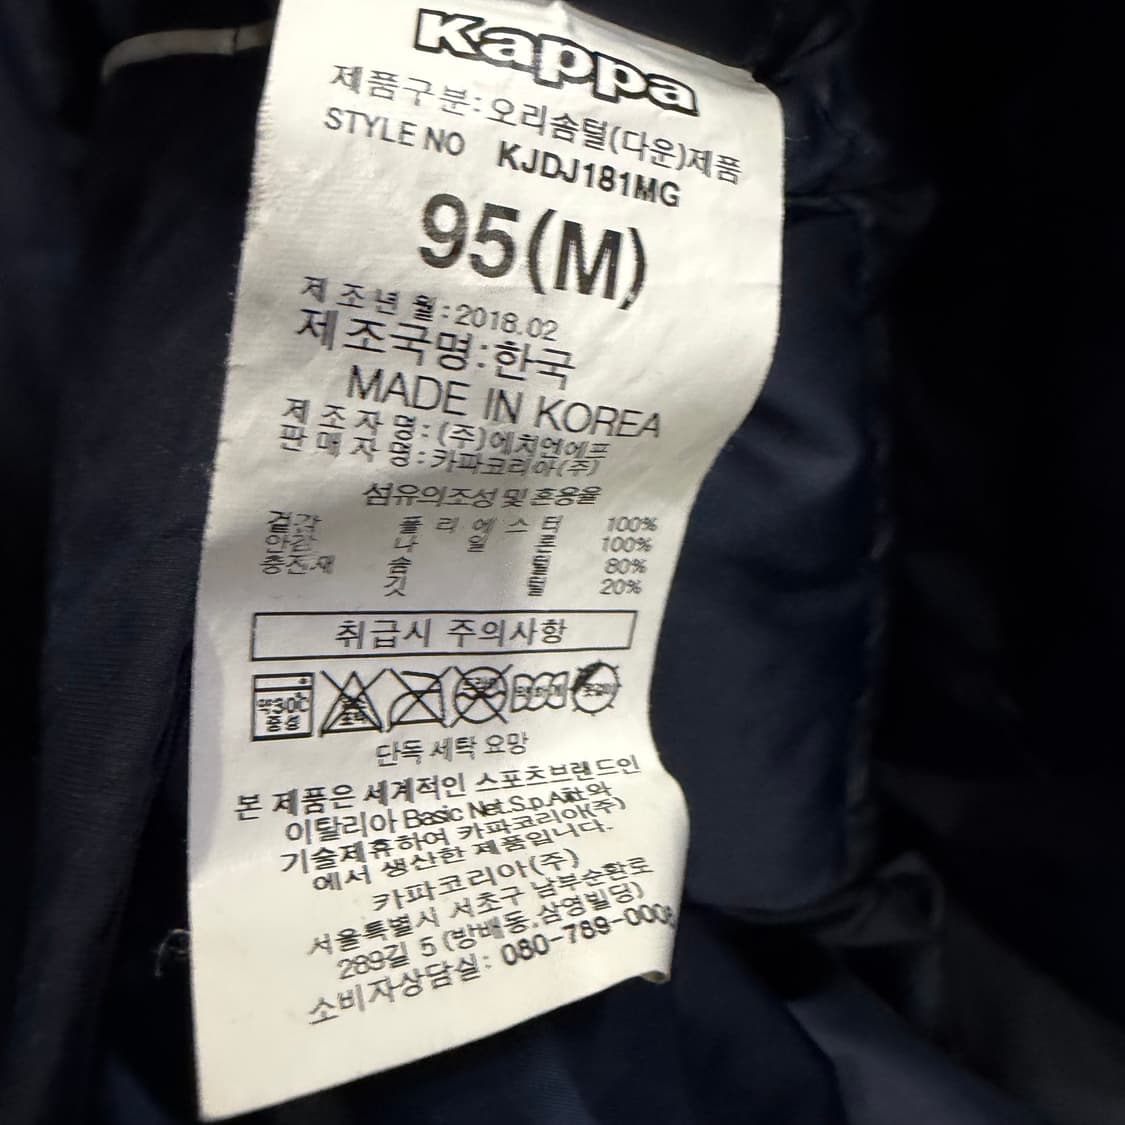 Kappa
제품구분:오리솜털(다운)제품
STYLE NO KJDJ181MG
95(M)
제조년월:2018.02
제조국명:한국
MADE IN KOREA
제조자명:(주)에치엔에프
판매자명:카파코리아(주)
섬유의조성 및 혼용율
겉감 폴리에스터 100%
안감 나일론 100%
충전재 솜털 80%
깃털 20%
취급시 주의사항
약30℃ 중성
단독 세탁 요망
본 제품은 세계적인 스포츠브랜드인
이탈리아 Basic Net S.p.A社와
기술제휴하여 카파코리아(주)
에서 생산한 제품입니다.
카파코리아(주)
서울특별시 서초구 남부순환로
289길 5 (방배동,삼영빌딩)
소비자상담실: 080-789-0008